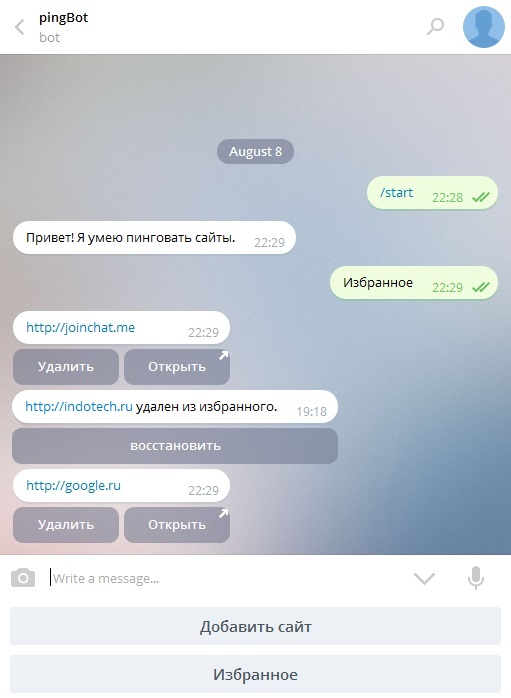 pingBot
bot
August 8
/start 22:28
Привет! Я умею пинговать сайты. 22:29
Избранное 22:29
http://joinchat.me 22:29
Удалить Открыть
http://indotech.ru удален из избранного. 19:18
восстановить
http://google.ru 22:29
Удалить Открыть
Write a message...
Добавить сайт
Избранное